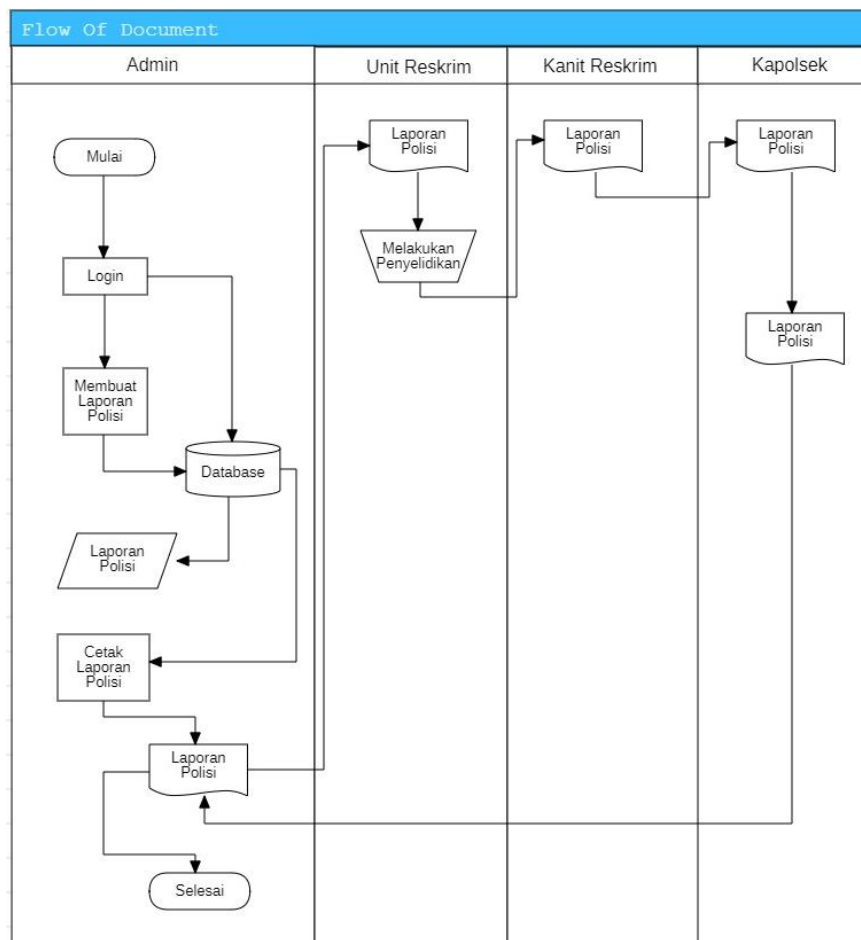 Flow Of Document
Admin
Unit Reskrim
Kanit Reskrim
Kapolsek
Mulai
Login
Membuat
Laporan
Polisi
Database
Laporan
Polisi
Cetak
Laporan
Polisi
Laporan
Polisi
Selesai
Laporan
Polisi
Melakukan
Penyelidikan
Laporan
Polisi
Laporan
Polisi
Laporan
Polisi